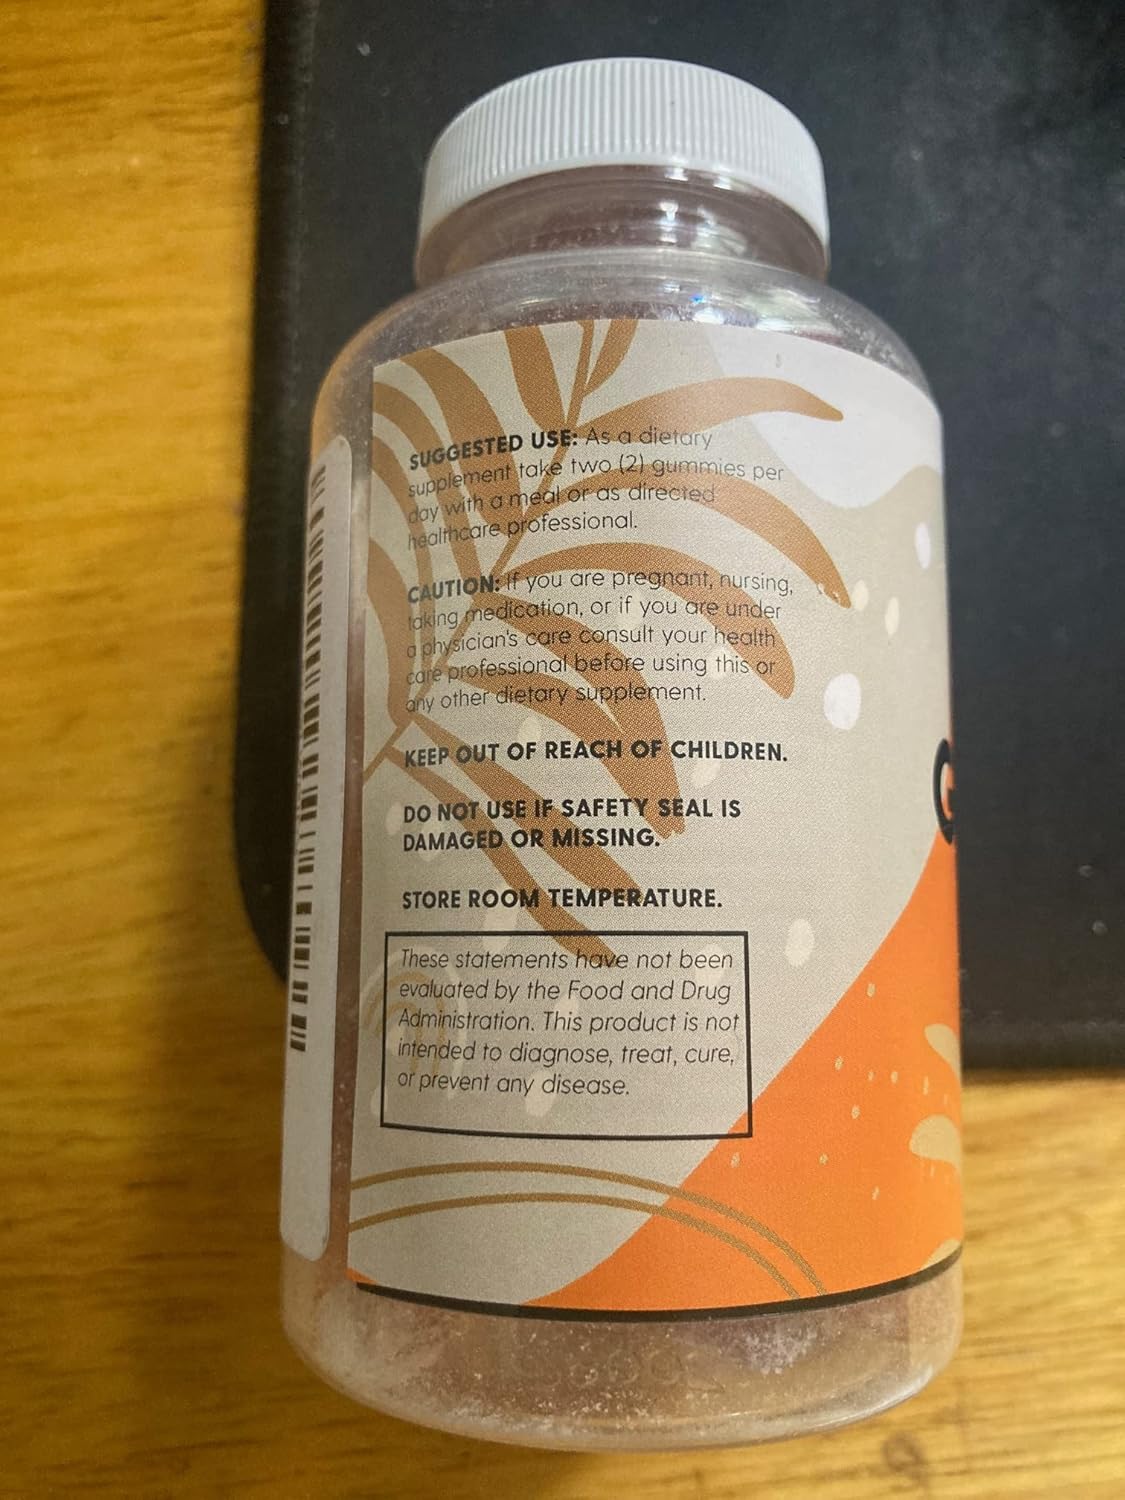 SUGGESTED USE: As a dietary
supplement take two (2) gummies per
day with a meal or as directed
healthcare professional.
CAUTION: If you are pregnant, nursing,
taking medication, or if you are under
a physician's care consult your health
care professional before using this or
any other dietary supplement.
KEEP OUT OF REACH OF CHILDREN.
DO NOT USE IF SAFETY SEAL IS
DAMAGED OR MISSING.
STORE ROOM TEMPERATURE.
These statements have not been
evaluated by the Food and Drug
Administration. This product is not
intended to diagnose, treat, cure,
or prevent any disease.
G